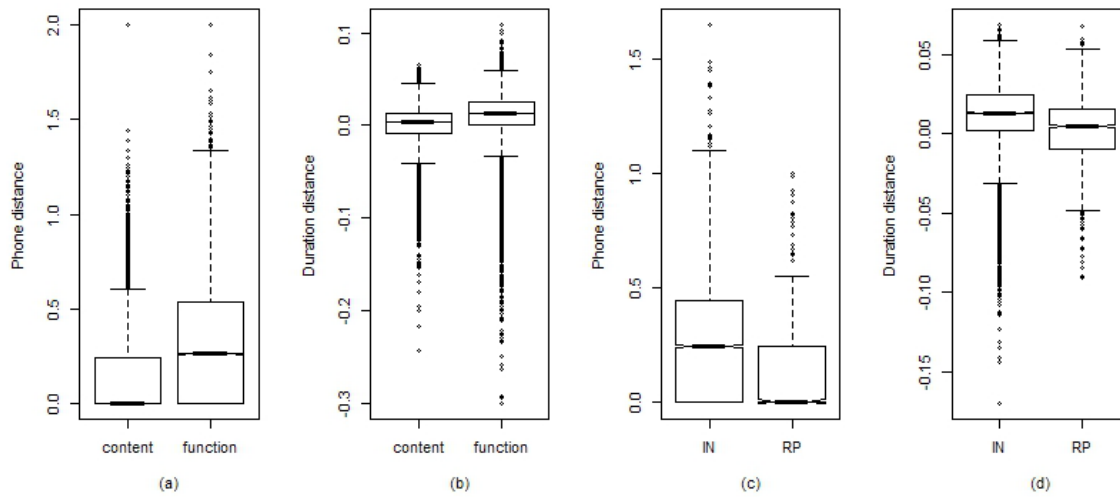 Phone distance
2.0
1.5
1.0
0.5
0.0
content function
(a)
Duration distance
0.1
0.0
-0.1
-0.2
-0.3
content function
(b)
Phone distance
1.5
1.0
0.5
0.0
IN RP
(c)
Duration distance
0.05
0.00
-0.05
-0.10
-0.15
IN RP
(d)